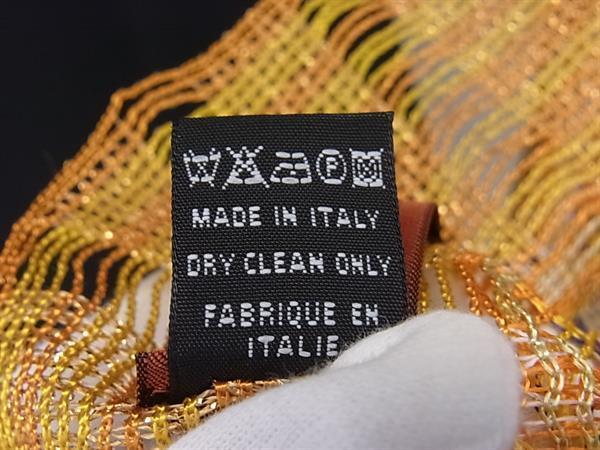 P
MADE IN ITALY
DRY CLEAN ONLY
FABRIQUE EN
ITALIE